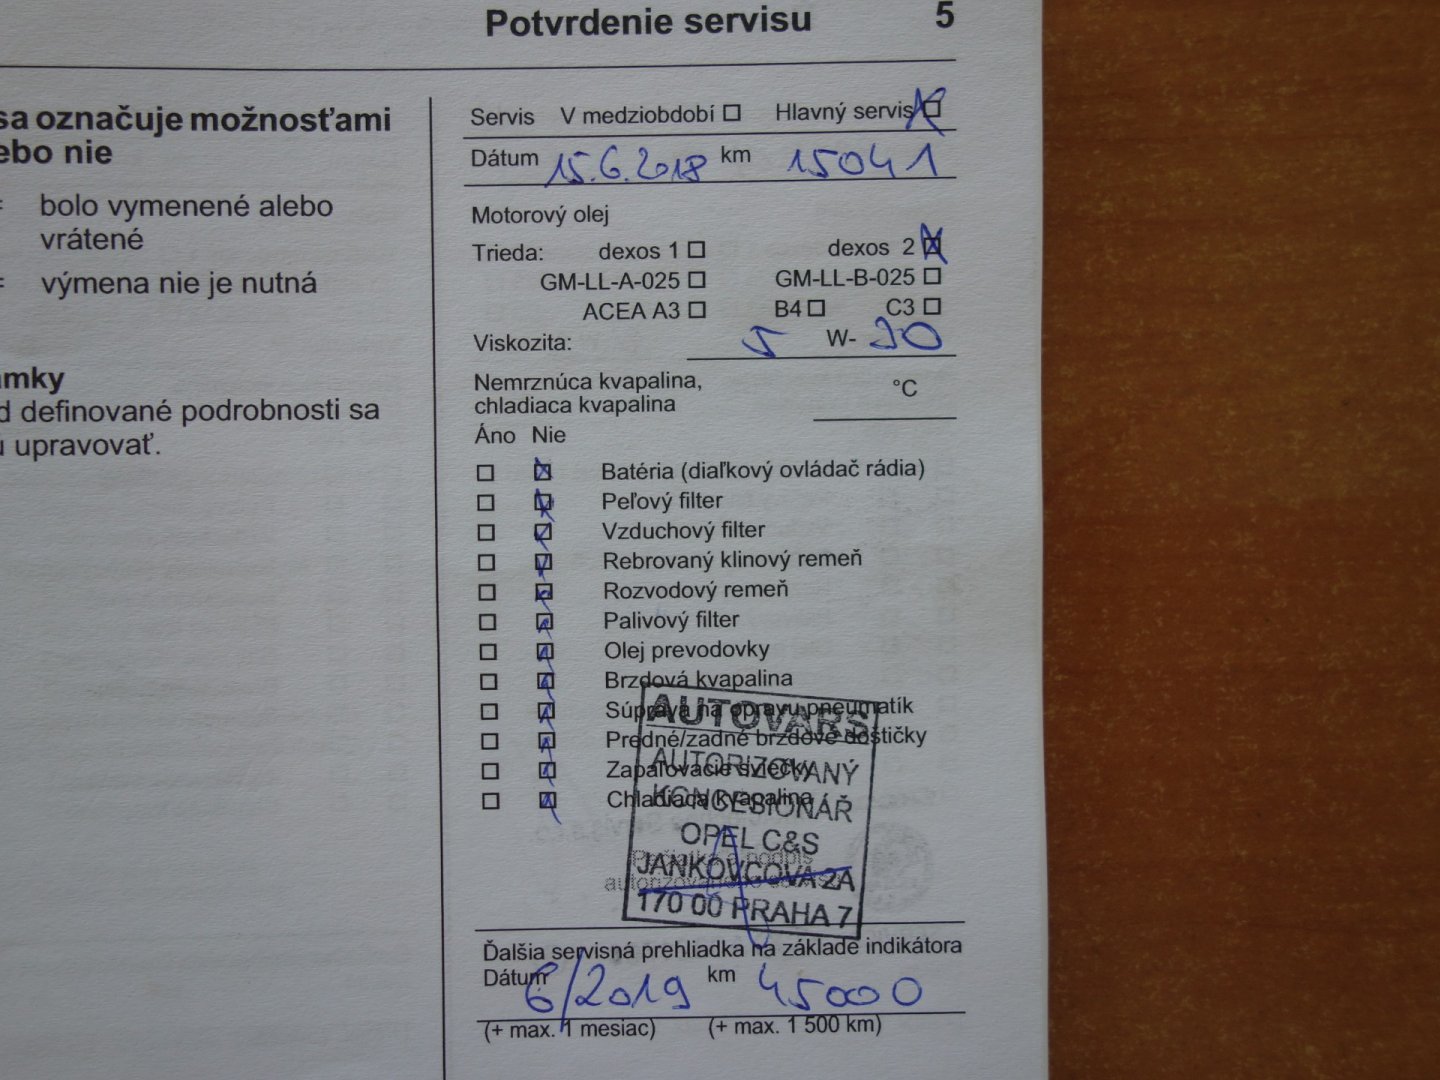 Potvrdenie servisu 5
sa označuje možnosťami
ebo nie
= bolo vymenené alebo
vrátené
= výmena nie je nutná
amky
d definované podrobnosti sa
ú upravovať.
Servis V medziobdobí ☐ Hlavný servis ☒
Dátum 15.6.2018 km 15041
Motorový olej
Trieda: dexos 1 ☐ dexos 2 ☒
GM-LL-A-025 ☐ GM-LL-B-025 ☐
ACEA A3 ☐ B4 ☐ C3 ☐
Viskozita: 5 W- 30
Nemrznúca kvapalina, °C
chladiaca kvapalina
Áno Nie
☐ ☒ Batéria (diaľkový ovládač rádia)
☐ ☒ Peľový filter
☐ ☒ Vzduchový filter
☐ ☒ Rebrovaný klinový remeň
☐ ☒ Rozvodový remeň
☐ ☒ Palivový filter
☐ ☒ Olej prevodovky
☐ ☒ Brzdová kvapalina
☐ ☒ Súprava na opravu pneumatík
☐ ☒ Predné/zadné brzdové doštičky
☐ ☒ Zapaľovacie sviečky
☐ ☒ Chladiaca kvapalina
AUTOVARS
AUTORIZOVANÝ
KONCESIONÁŘ
OPEL C&S
JANKOVCOVA 2A
170 00 PRAHA 7
Pečiatka a podpis
Ďalšia servisná prehliadka na základe indikátora
Dátum 6/2019 km 45000
(+ max. 1 mesiac) (+ max. 1 500 km)